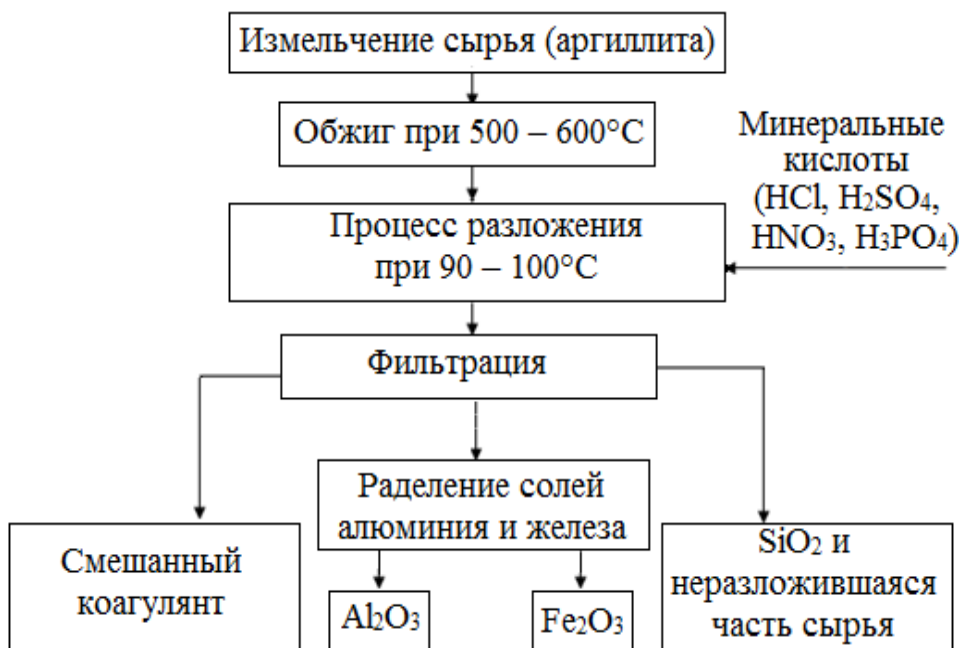 Измельчение сырья (аргиллита)
Обжиг при 500 – 600°C
Минеральные
кислоты
(HCl, H₂SO₄,
HNO₃, H₃PO₄)
Процесс разложения
при 90 – 100°C
Фильтрация
Раделение солей
алюминия и железа
Смешанный
коагулянт
Al₂O₃
Fe₂O₃
SiO₂ и
неразложившаяся
часть сырья